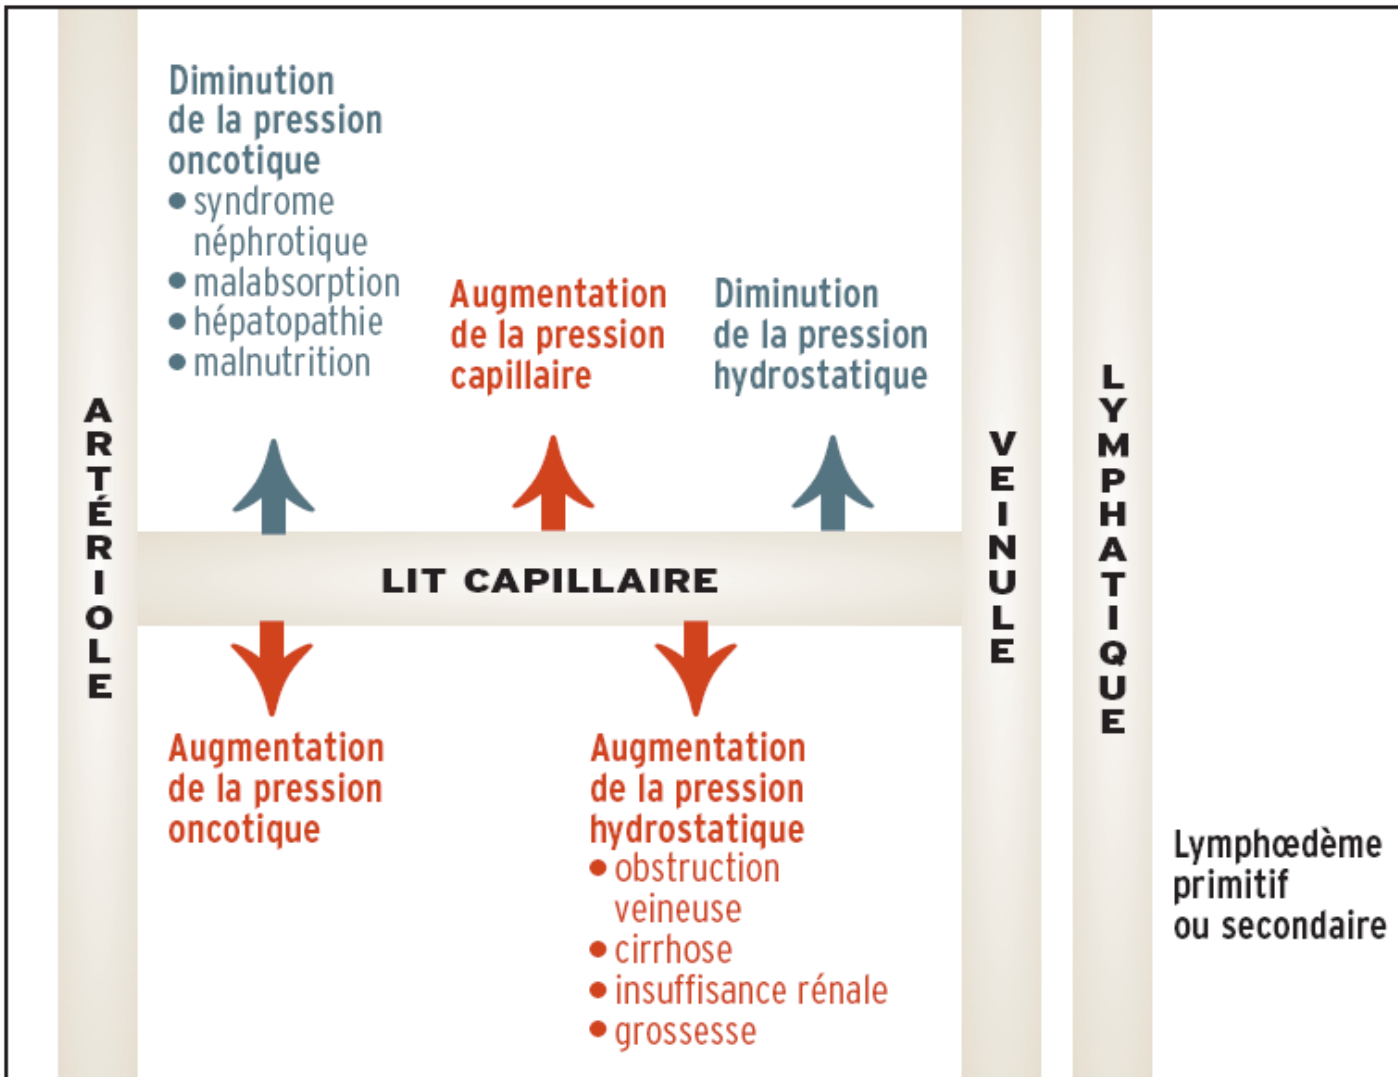 Diminution
de la pression
oncotique
• syndrome
néphrotique
• malabsorption
• hépatopathie
• malnutrition
Augmentation
de la pression
capillaire
Diminution
de la pression
hydrostatique
ARTÉRIOLE
LIT CAPILLAIRE
VEINULE
LYMPHATIQUE
Augmentation
de la pression
oncotique
Augmentation
de la pression
hydrostatique
• obstruction
veineuse
• cirrhose
• insuffisance rénale
• grossesse
Lymphœdème
primitif
ou secondaire